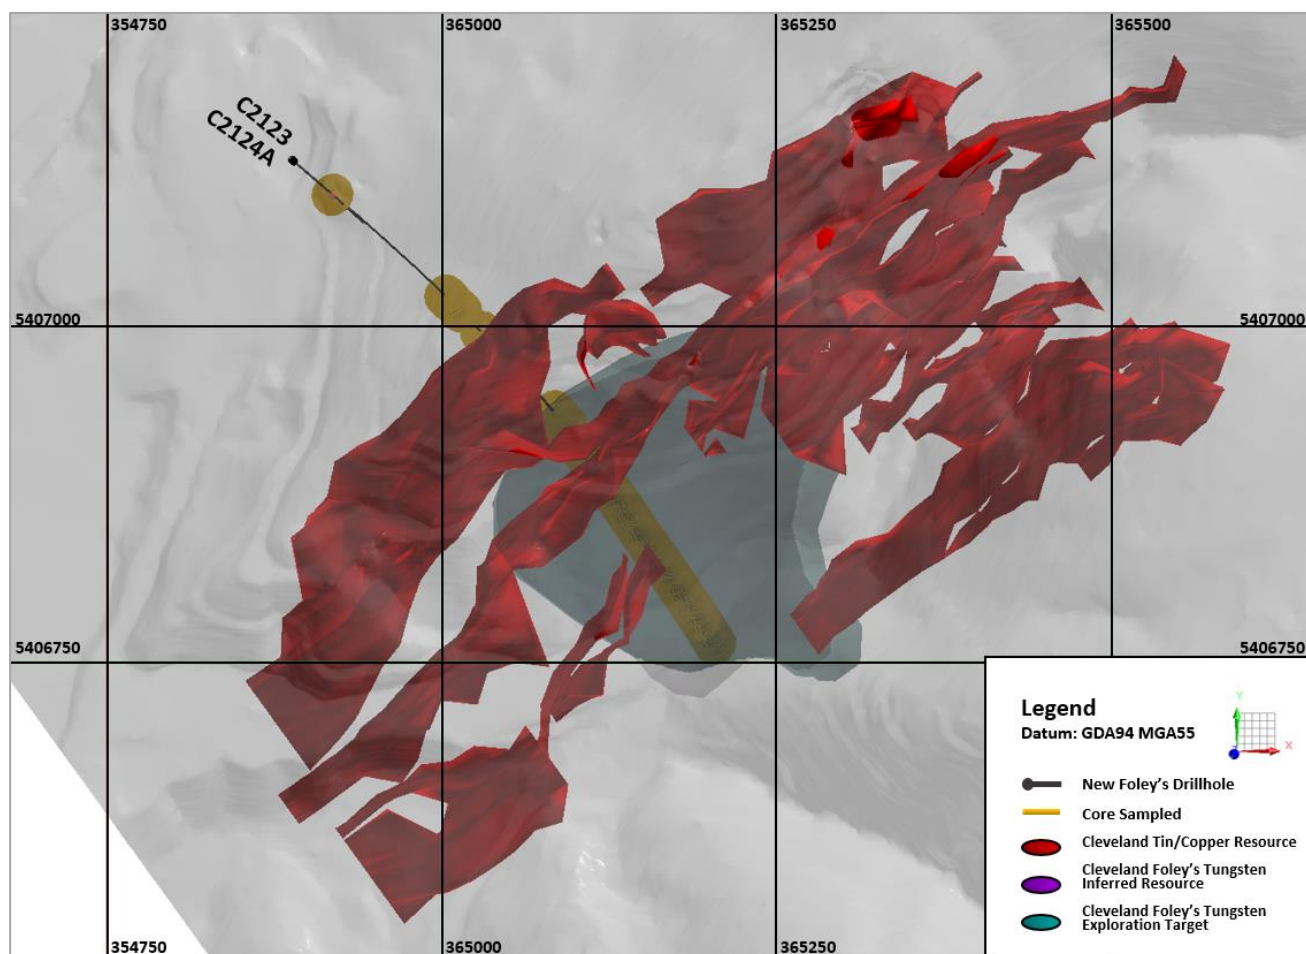 354750
365000
365250
365500
C2123
C2124A
5407000
5407000
5406750
5406750
Legend
Datum: GDA94 MGA55
Y
X
New Foley's Drillhole
Core Sampled
Cleveland Tin/Copper Resource
Cleveland Foley's Tungsten
Inferred Resource
Cleveland Foley's Tungsten
Exploration Target
354750
365000
365250